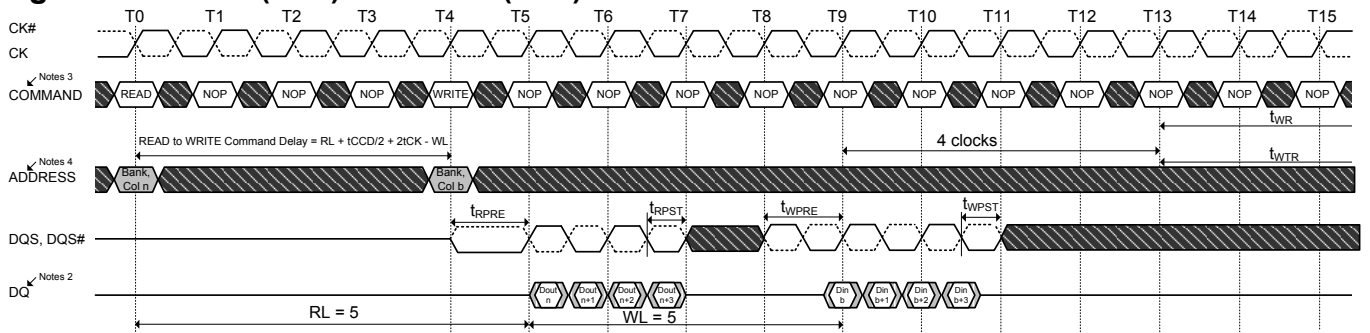 T0 T1 T2 T3 T4 T5 T6 T7 T8 T9 T10 T11 T12 T13 T14 T15
CK#
CK
Notes 3
COMMAND READ NOP NOP NOP WRITE NOP NOP NOP NOP NOP NOP NOP NOP NOP NOP NOP
tWR
READ to WRITE Command Delay = RL + tCCD/2 + 2tCK - WL
4 clocks
tWTR
Notes 4
ADDRESS
Bank, Col n
Bank, Col b
tRPRE tRPST tWPRE tWPST
DQS, DQS#
Notes 2
DQ
Dout n
Dout n+1
Dout n+2
Dout n+3
Din b
Din b+1
Din b+2
Din b+3
RL = 5
WL = 5